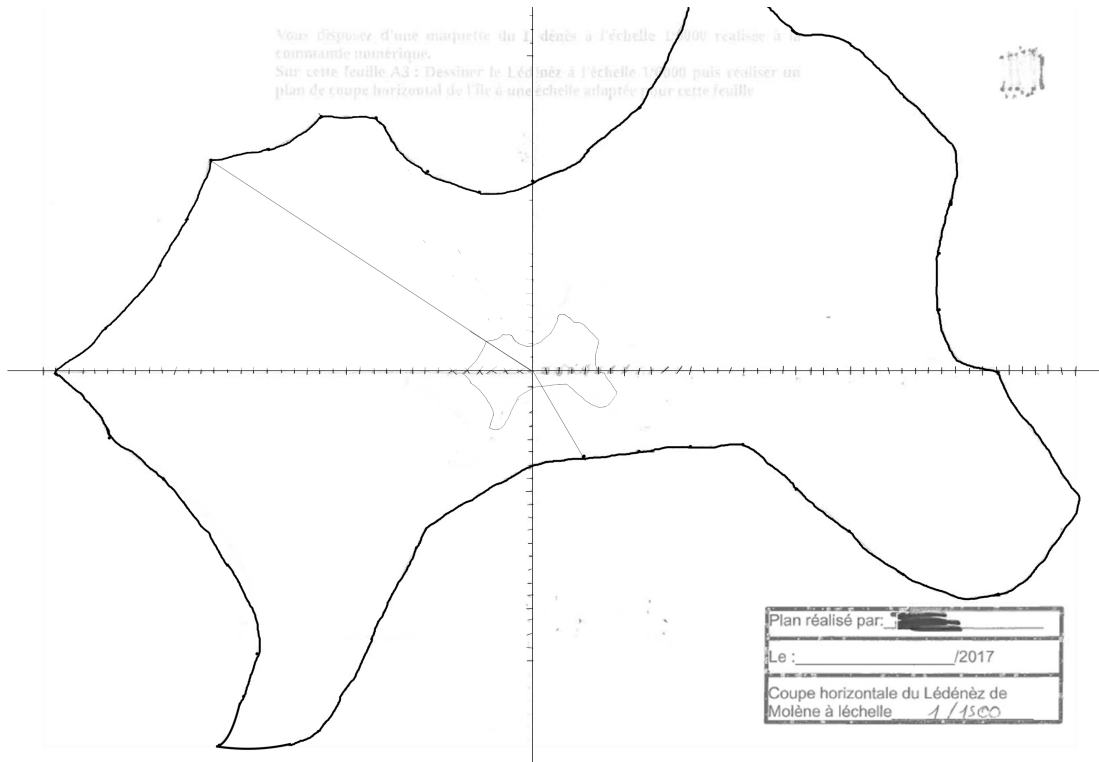 Vous disposez d'une maquette du L dénès à l'échelle 1 000 réalisée à la
commande numérique.
Sur cette feuille A3 : Dessiner le Lédénèz à l'échelle 1/6000 puis réaliser un
plan de coupe horizontal de l'île à une échelle adaptée pour cette feuille
Plan réalisé par:
Le : /2017
Coupe horizontale du Lédénèz de
Molène à léchelle 1/1500